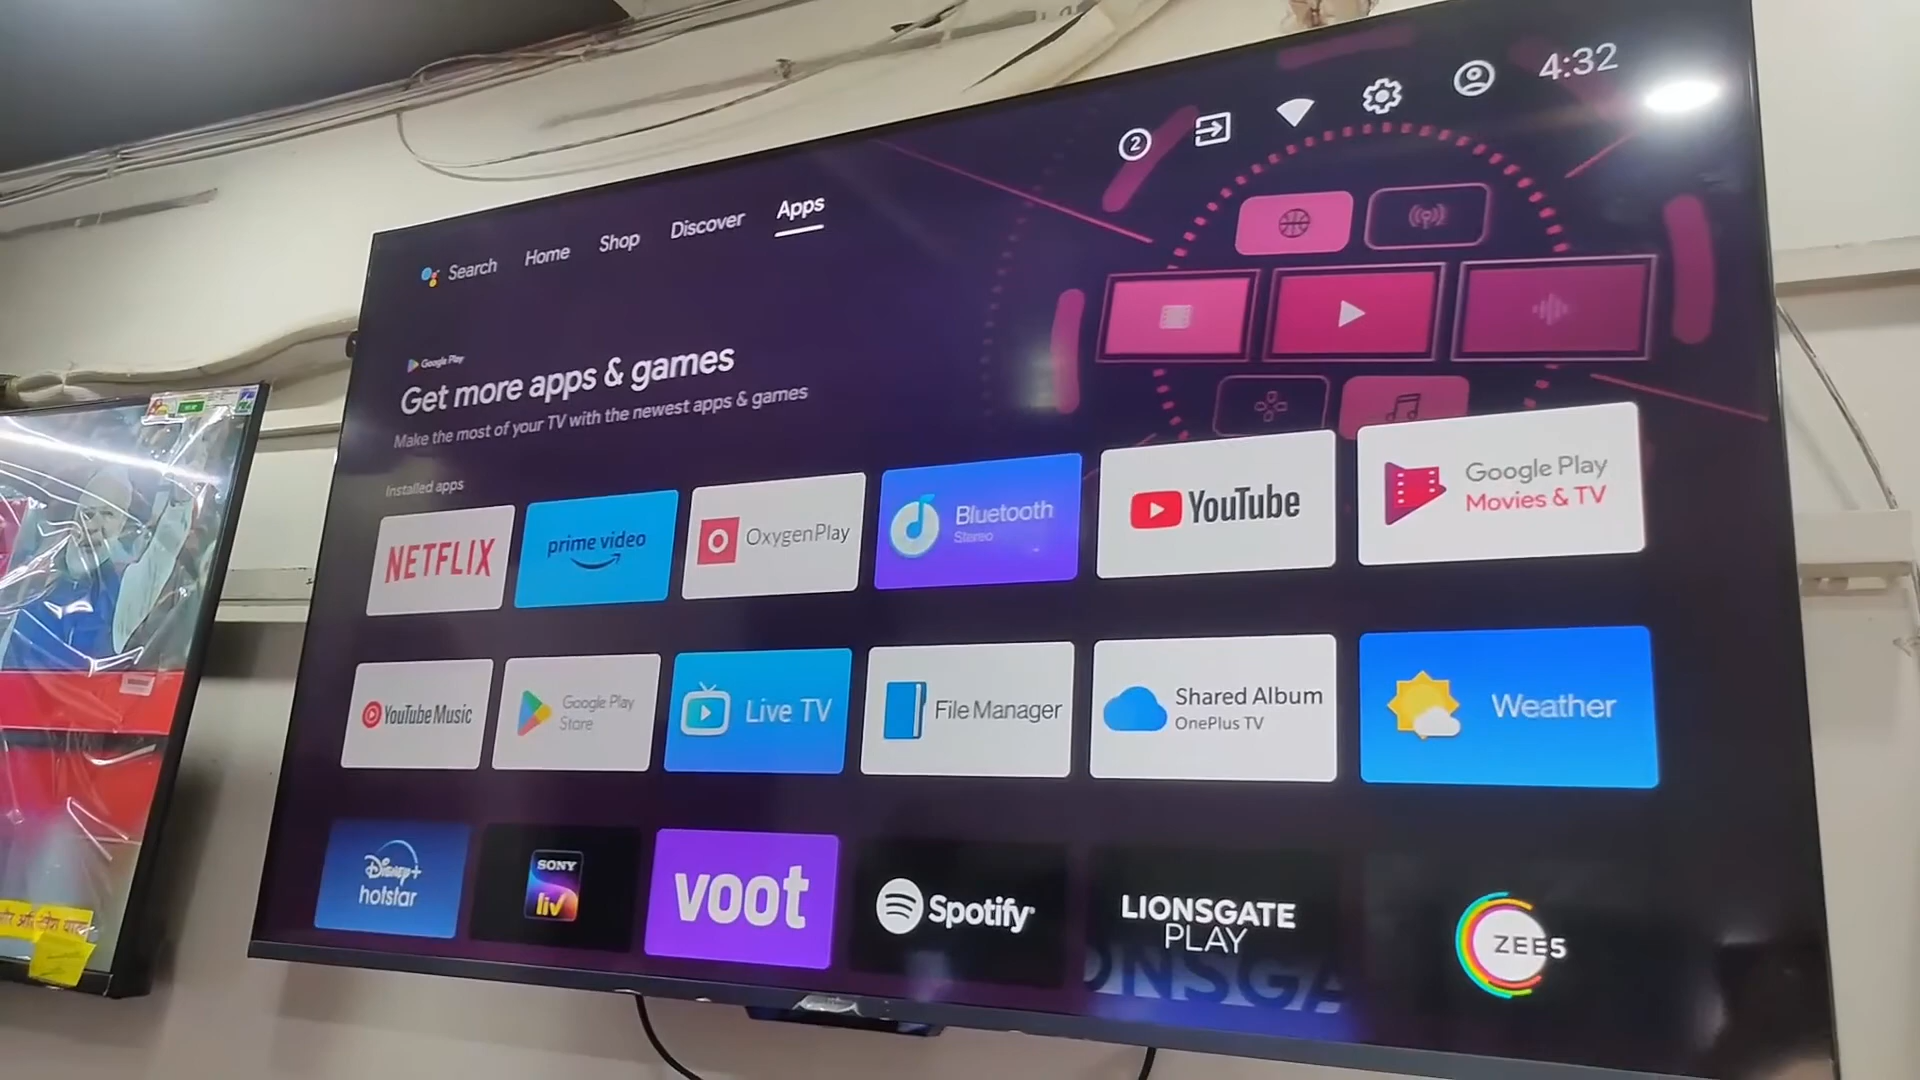 2
4:32
Search Home Shop Discover Apps
Google Play
Get more apps & games
Make the most of your TV with the newest apps & games
Installed apps
NETFLIX
prime video
OxygenPlay
Bluetooth
Stereo
YouTube
Google Play
Movies & TV
YouTube Music
Google Play
Store
Live TV
File Manager
Shared Album
OnePlus TV
Weather
Disney+
hotstar
SONY
liv
voot
Spotify
LIONSGATE
PLAY
ZEE5